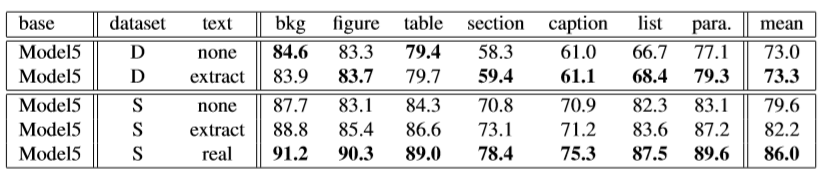 base dataset text bkg figure table section caption list para. mean
Model5 D none 84.6 83.3 79.4 58.3 61.0 66.7 77.1 73.0
Model5 D extract 83.9 83.7 79.7 59.4 61.1 68.4 79.3 73.3
Model5 S none 87.7 83.1 84.3 70.8 70.9 82.3 83.1 79.6
Model5 S extract 88.8 85.4 86.6 73.1 71.2 83.6 87.2 82.2
Model5 S real 91.2 90.3 89.0 78.4 75.3 87.5 89.6 86.0